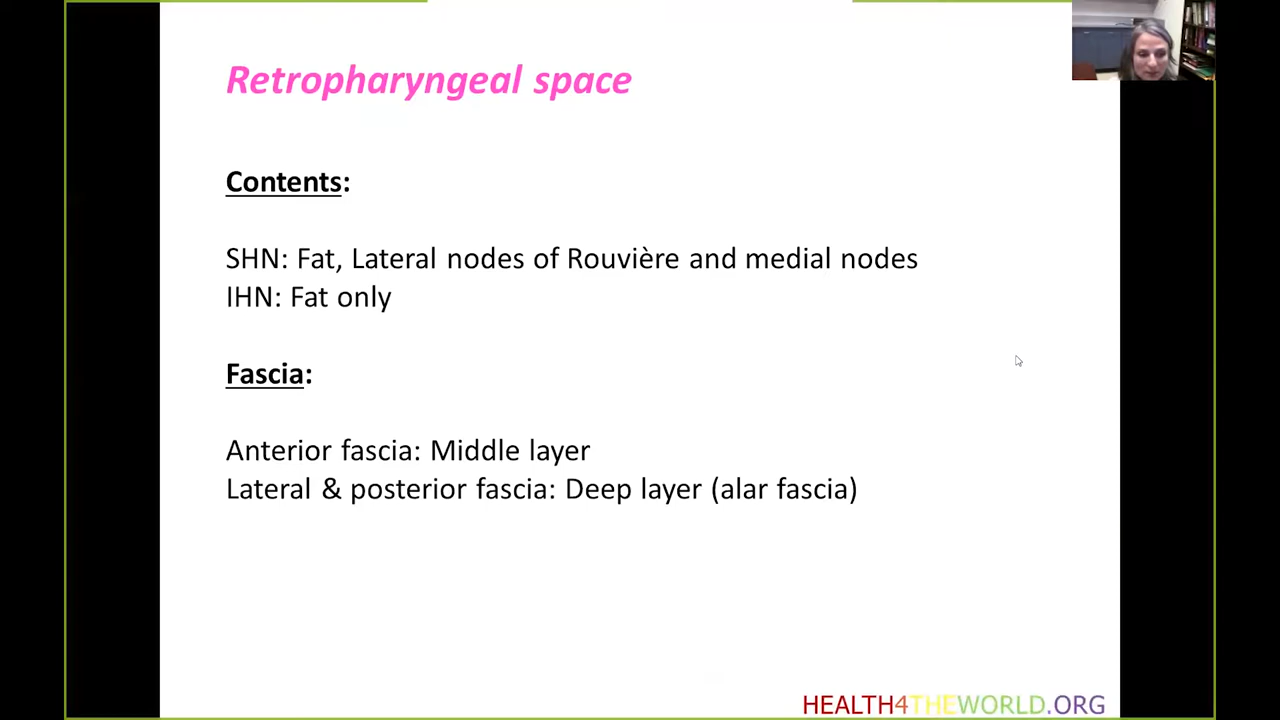 Retropharyngeal space
Contents:
SHN: Fat, Lateral nodes of Rouvière and medial nodes
IHN: Fat only
Fascia:
Anterior fascia: Middle layer
Lateral & posterior fascia: Deep layer (alar fascia)
HEALTH4THEWORLD.ORG